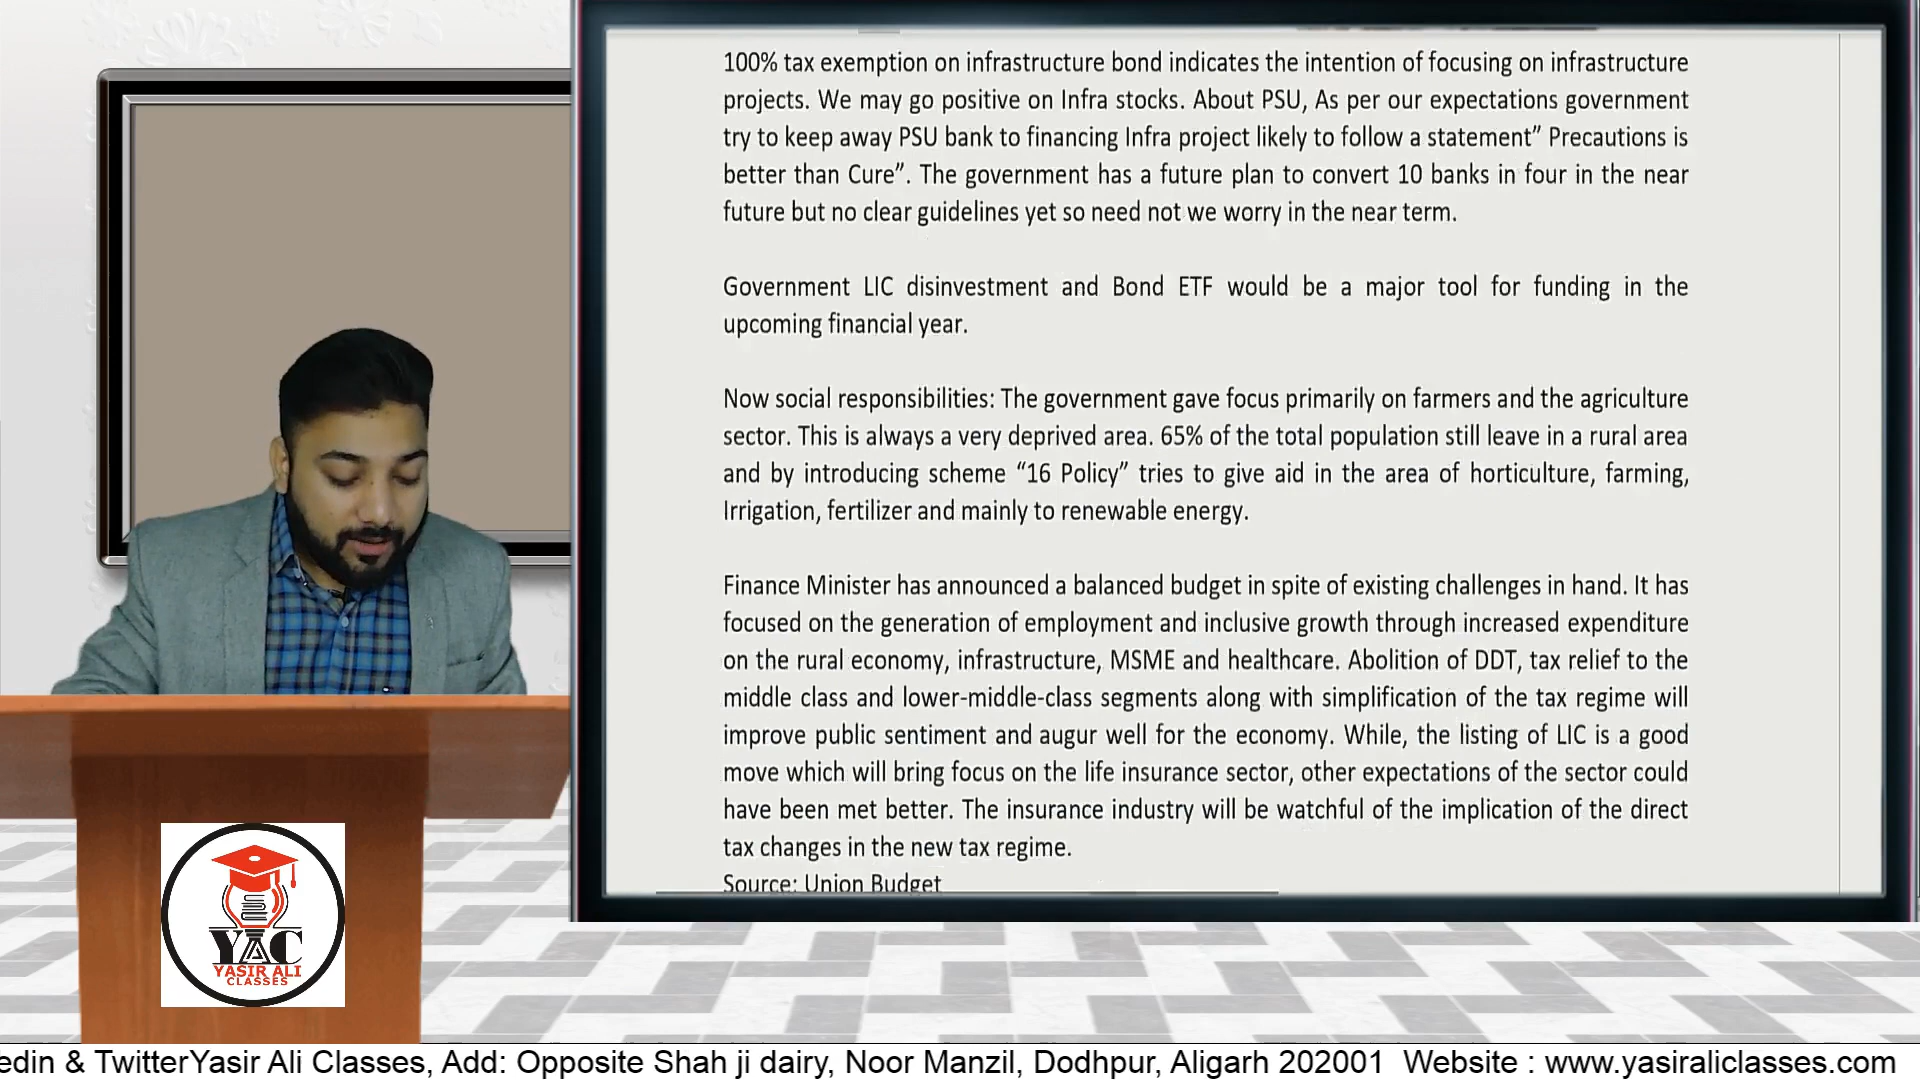 100% tax exemption on infrastructure bond indicates the intention of focusing on infrastructure
projects. We may go positive on Infra stocks. About PSU, As per our expectations government
try to keep away PSU bank to financing Infra project likely to follow a statement” Precautions is
better than Cure”. The government has a future plan to convert 10 banks in four in the near
future but no clear guidelines yet so need not we worry in the near term.
Government LIC disinvestment and Bond ETF would be a major tool for funding in the
upcoming financial year.
Now social responsibilities: The government gave focus primarily on farmers and the agriculture
sector. This is always a very deprived area. 65% of the total population still leave in a rural area
and by introducing scheme “16 Policy” tries to give aid in the area of horticulture, farming,
Irrigation, fertilizer and mainly to renewable energy.
Finance Minister has announced a balanced budget in spite of existing challenges in hand. It has
focused on the generation of employment and inclusive growth through increased expenditure
on the rural economy, infrastructure, MSME and healthcare. Abolition of DDT, tax relief to the
middle class and lower-middle-class segments along with simplification of the tax regime will
improve public sentiment and augur well for the economy. While, the listing of LIC is a good
move which will bring focus on the life insurance sector, other expectations of the sector could
have been met better. The insurance industry will be watchful of the implication of the direct
tax changes in the new tax regime.
Source: Union Budget
YAC
YASIR ALI
CLASSES
edin & TwitterYasir Ali Classes, Add: Opposite Shah ji dairy, Noor Manzil, Dodhpur, Aligarh 202001 Website : www.yasiraliclasses.com